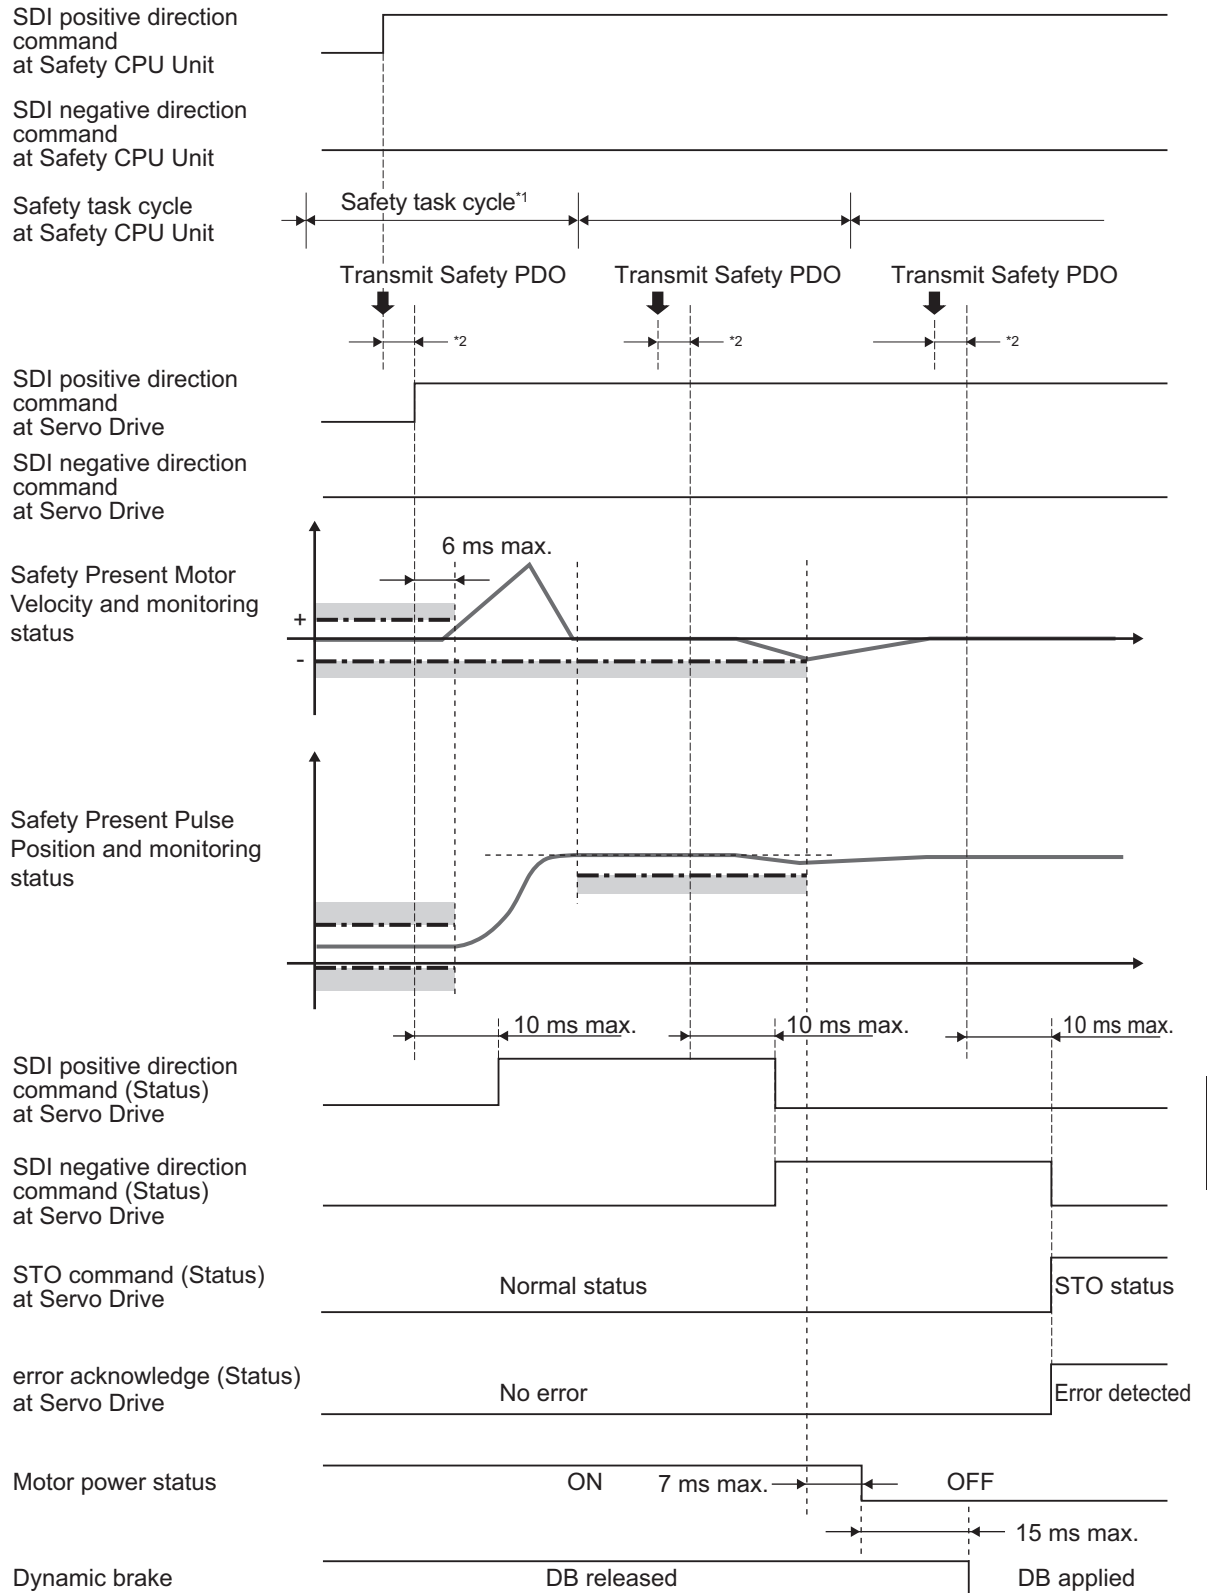 SDI positive direction
command
at Safety CPU Unit
SDI negative direction
command
at Safety CPU Unit
Safety task cycle
at Safety CPU Unit
Safety task cycle*1
Transmit Safety PDO
Transmit Safety PDO
Transmit Safety PDO
*2
*2
*2
SDI positive direction
command
at Servo Drive
SDI negative direction
command
at Servo Drive
6 ms max.
Safety Present Motor
Velocity and monitoring
status
+
-
Safety Present Pulse
Position and monitoring
status
10 ms max.
10 ms max.
10 ms max.
SDI positive direction
command (Status)
at Servo Drive
SDI negative direction
command (Status)
at Servo Drive
STO command (Status)
at Servo Drive
Normal status
STO status
error acknowledge (Status)
at Servo Drive
No error
Error detected
Motor power status
ON
7 ms max.
OFF
15 ms max.
Dynamic brake
DB released
DB applied